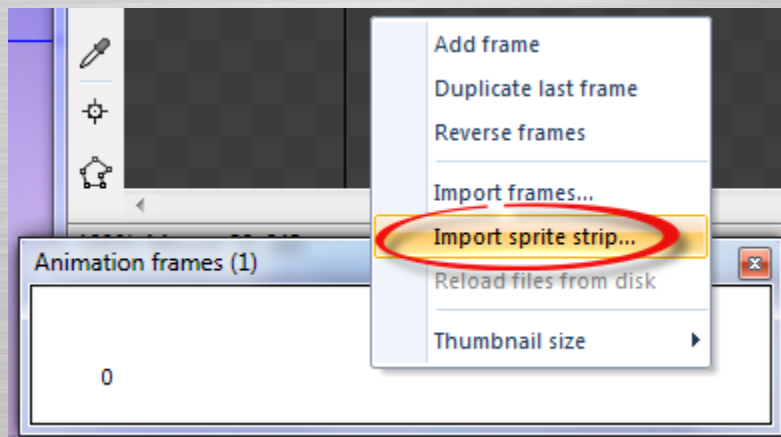 Add frame
Duplicate last frame
Reverse frames
Import frames...
Import sprite strip...
Animation frames (1)
Reload files from disk
Thumbnail size
0